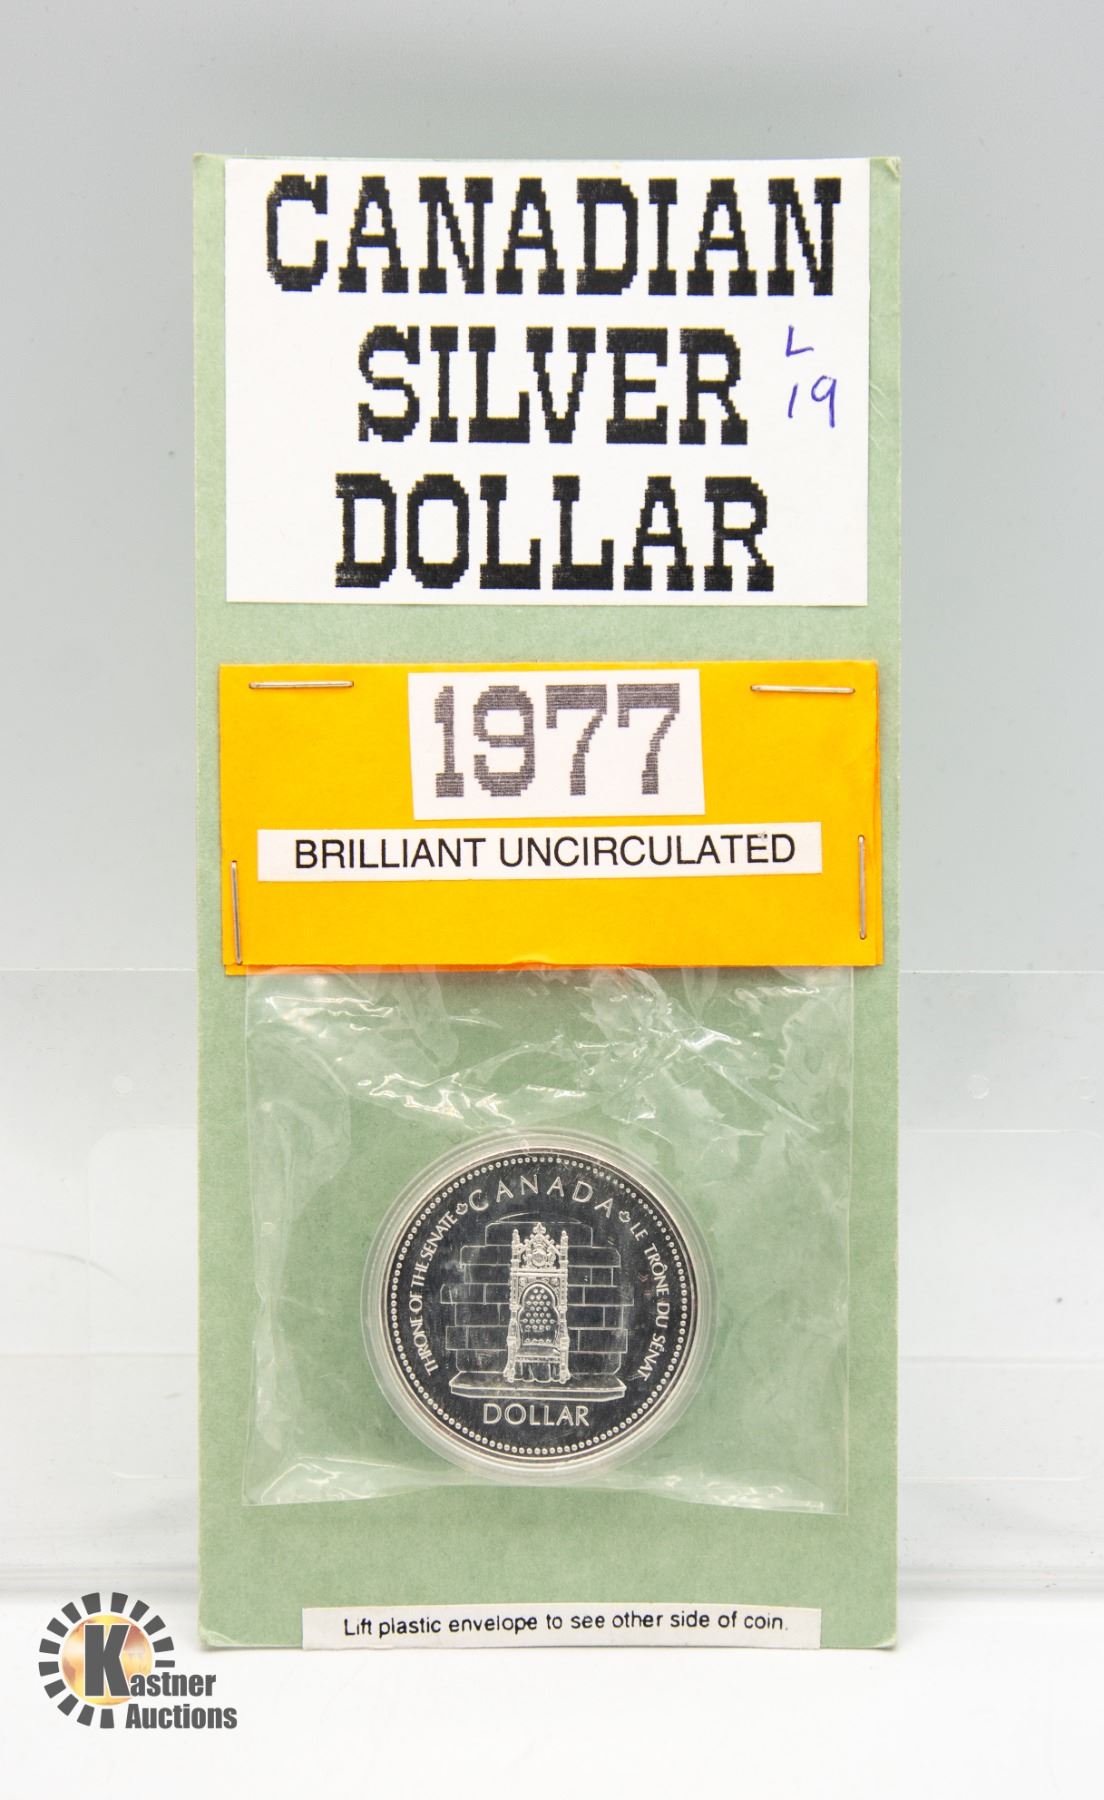 CANADIAN
SILVER
DOLLAR
L
19
1977
BRILLIANT UNCIRCULATED
CANADA
THRONE OF THE SENATE
LE TRÔNE DU SÉNAT
DOLLAR
Lift plastic envelope to see other side of coin.
Kastner
Auctions